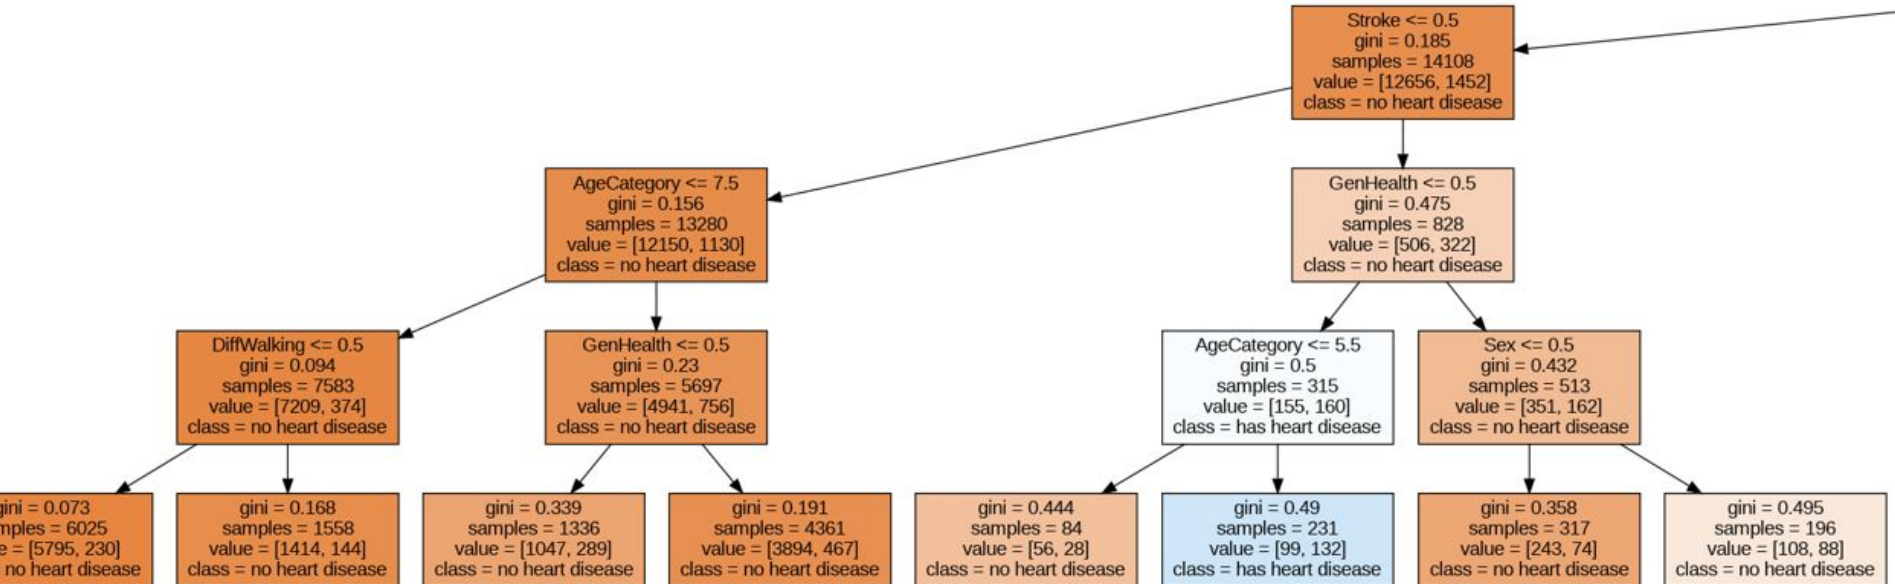 Stroke <= 0.5
gini = 0.185
samples = 14108
value = [12656, 1452]
class = no heart disease
AgeCategory <= 7.5
gini = 0.156
samples = 13280
value = [12150, 1130]
class = no heart disease
GenHealth <= 0.5
gini = 0.475
samples = 828
value = [506, 322]
class = no heart disease
DiffWalking <= 0.5
gini = 0.094
samples = 7583
value = [7209, 374]
class = no heart disease
GenHealth <= 0.5
gini = 0.23
samples = 5697
value = [4941, 756]
class = no heart disease
AgeCategory <= 5.5
gini = 0.5
samples = 315
value = [155, 160]
class = has heart disease
Sex <= 0.5
gini = 0.432
samples = 513
value = [351, 162]
class = no heart disease
gini = 0.073
mples = 6025
e = [5795, 230]
no heart disease
gini = 0.168
samples = 1558
value = [1414, 144]
class = no heart disease
gini = 0.339
samples = 1336
value = [1047, 289]
class = no heart disease
gini = 0.191
samples = 4361
value = [3894, 467]
class = no heart disease
gini = 0.444
samples = 84
value = [56, 28]
class = no heart disease
gini = 0.49
samples = 231
value = [99, 132]
class = has heart disease
gini = 0.358
samples = 317
value = [243, 74]
class = no heart disease
gini = 0.495
samples = 196
value = [108, 88]
class = no heart disease